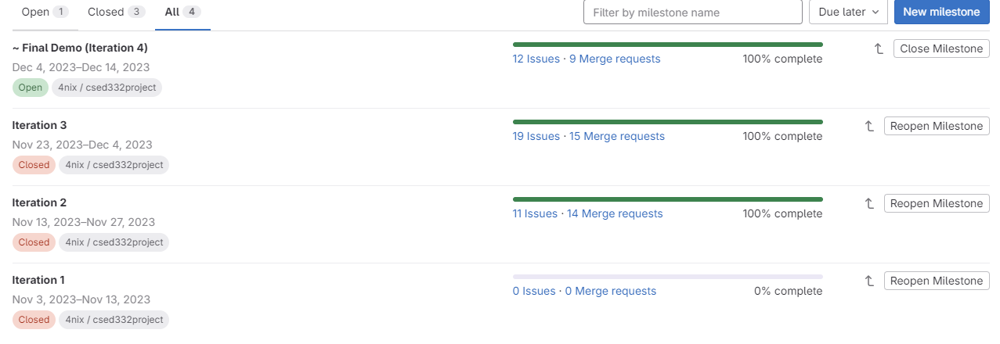 Open 1 Closed 3 All 4 Filter by milestone name Due later New milestone
~ Final Demo (Iteration 4) Close Milestone
12 Issues · 9 Merge requests 100% complete
Dec 4, 2023–Dec 14, 2023
Open 4nix / csed332project
Iteration 3 Reopen Milestone
19 Issues · 15 Merge requests 100% complete
Nov 23, 2023–Dec 4, 2023
Closed 4nix / csed332project
Iteration 2 Reopen Milestone
11 Issues · 14 Merge requests 100% complete
Nov 13, 2023–Nov 27, 2023
Closed 4nix / csed332project
Iteration 1 Reopen Milestone
0 Issues · 0 Merge requests 0% complete
Nov 3, 2023–Nov 13, 2023
Closed 4nix / csed332project